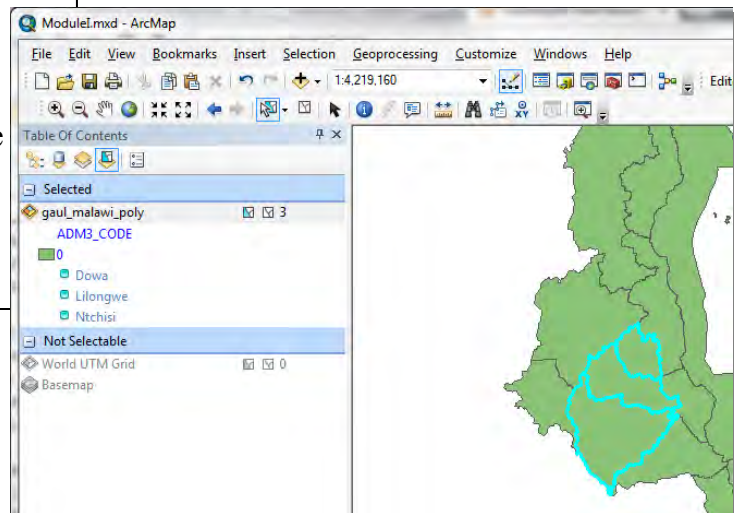 ModuleI.mxd - ArcMap
File Edit View Bookmarks Insert Selection Geoprocessing Customize Windows Help
1:4,219,160 Edit
Table Of Contents
Selected
gaul_malawi_poly 3
ADM3_CODE
0
Dowa
Lilongwe
Ntchisi
Not Selectable
World UTM Grid 0
Basemap
e